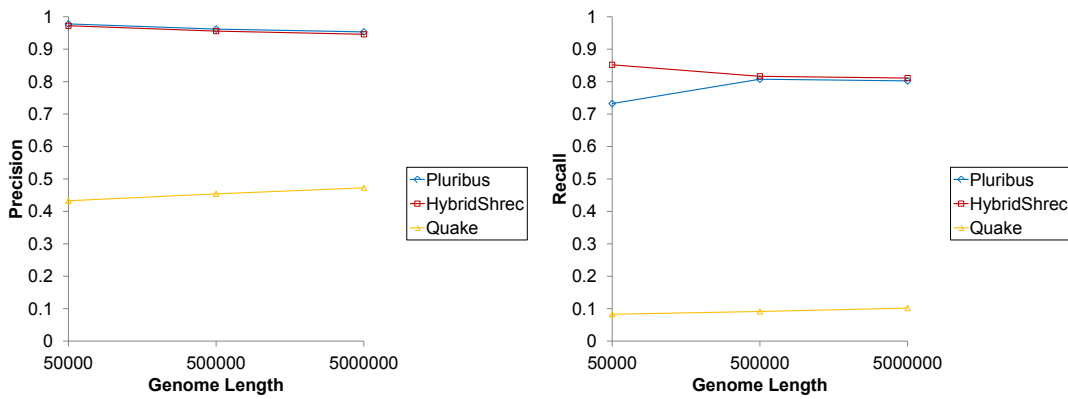 1
0.9
0.8
0.7
0.6
0.5
0.4
0.3
0.2
0.1
0
Precision
50000
500000
5000000
Genome Length
Pluribus
HybridShrec
Quake
1
0.9
0.8
0.7
0.6
0.5
0.4
0.3
0.2
0.1
0
Recall
50000
500000
5000000
Genome Length
Pluribus
HybridShrec
Quake